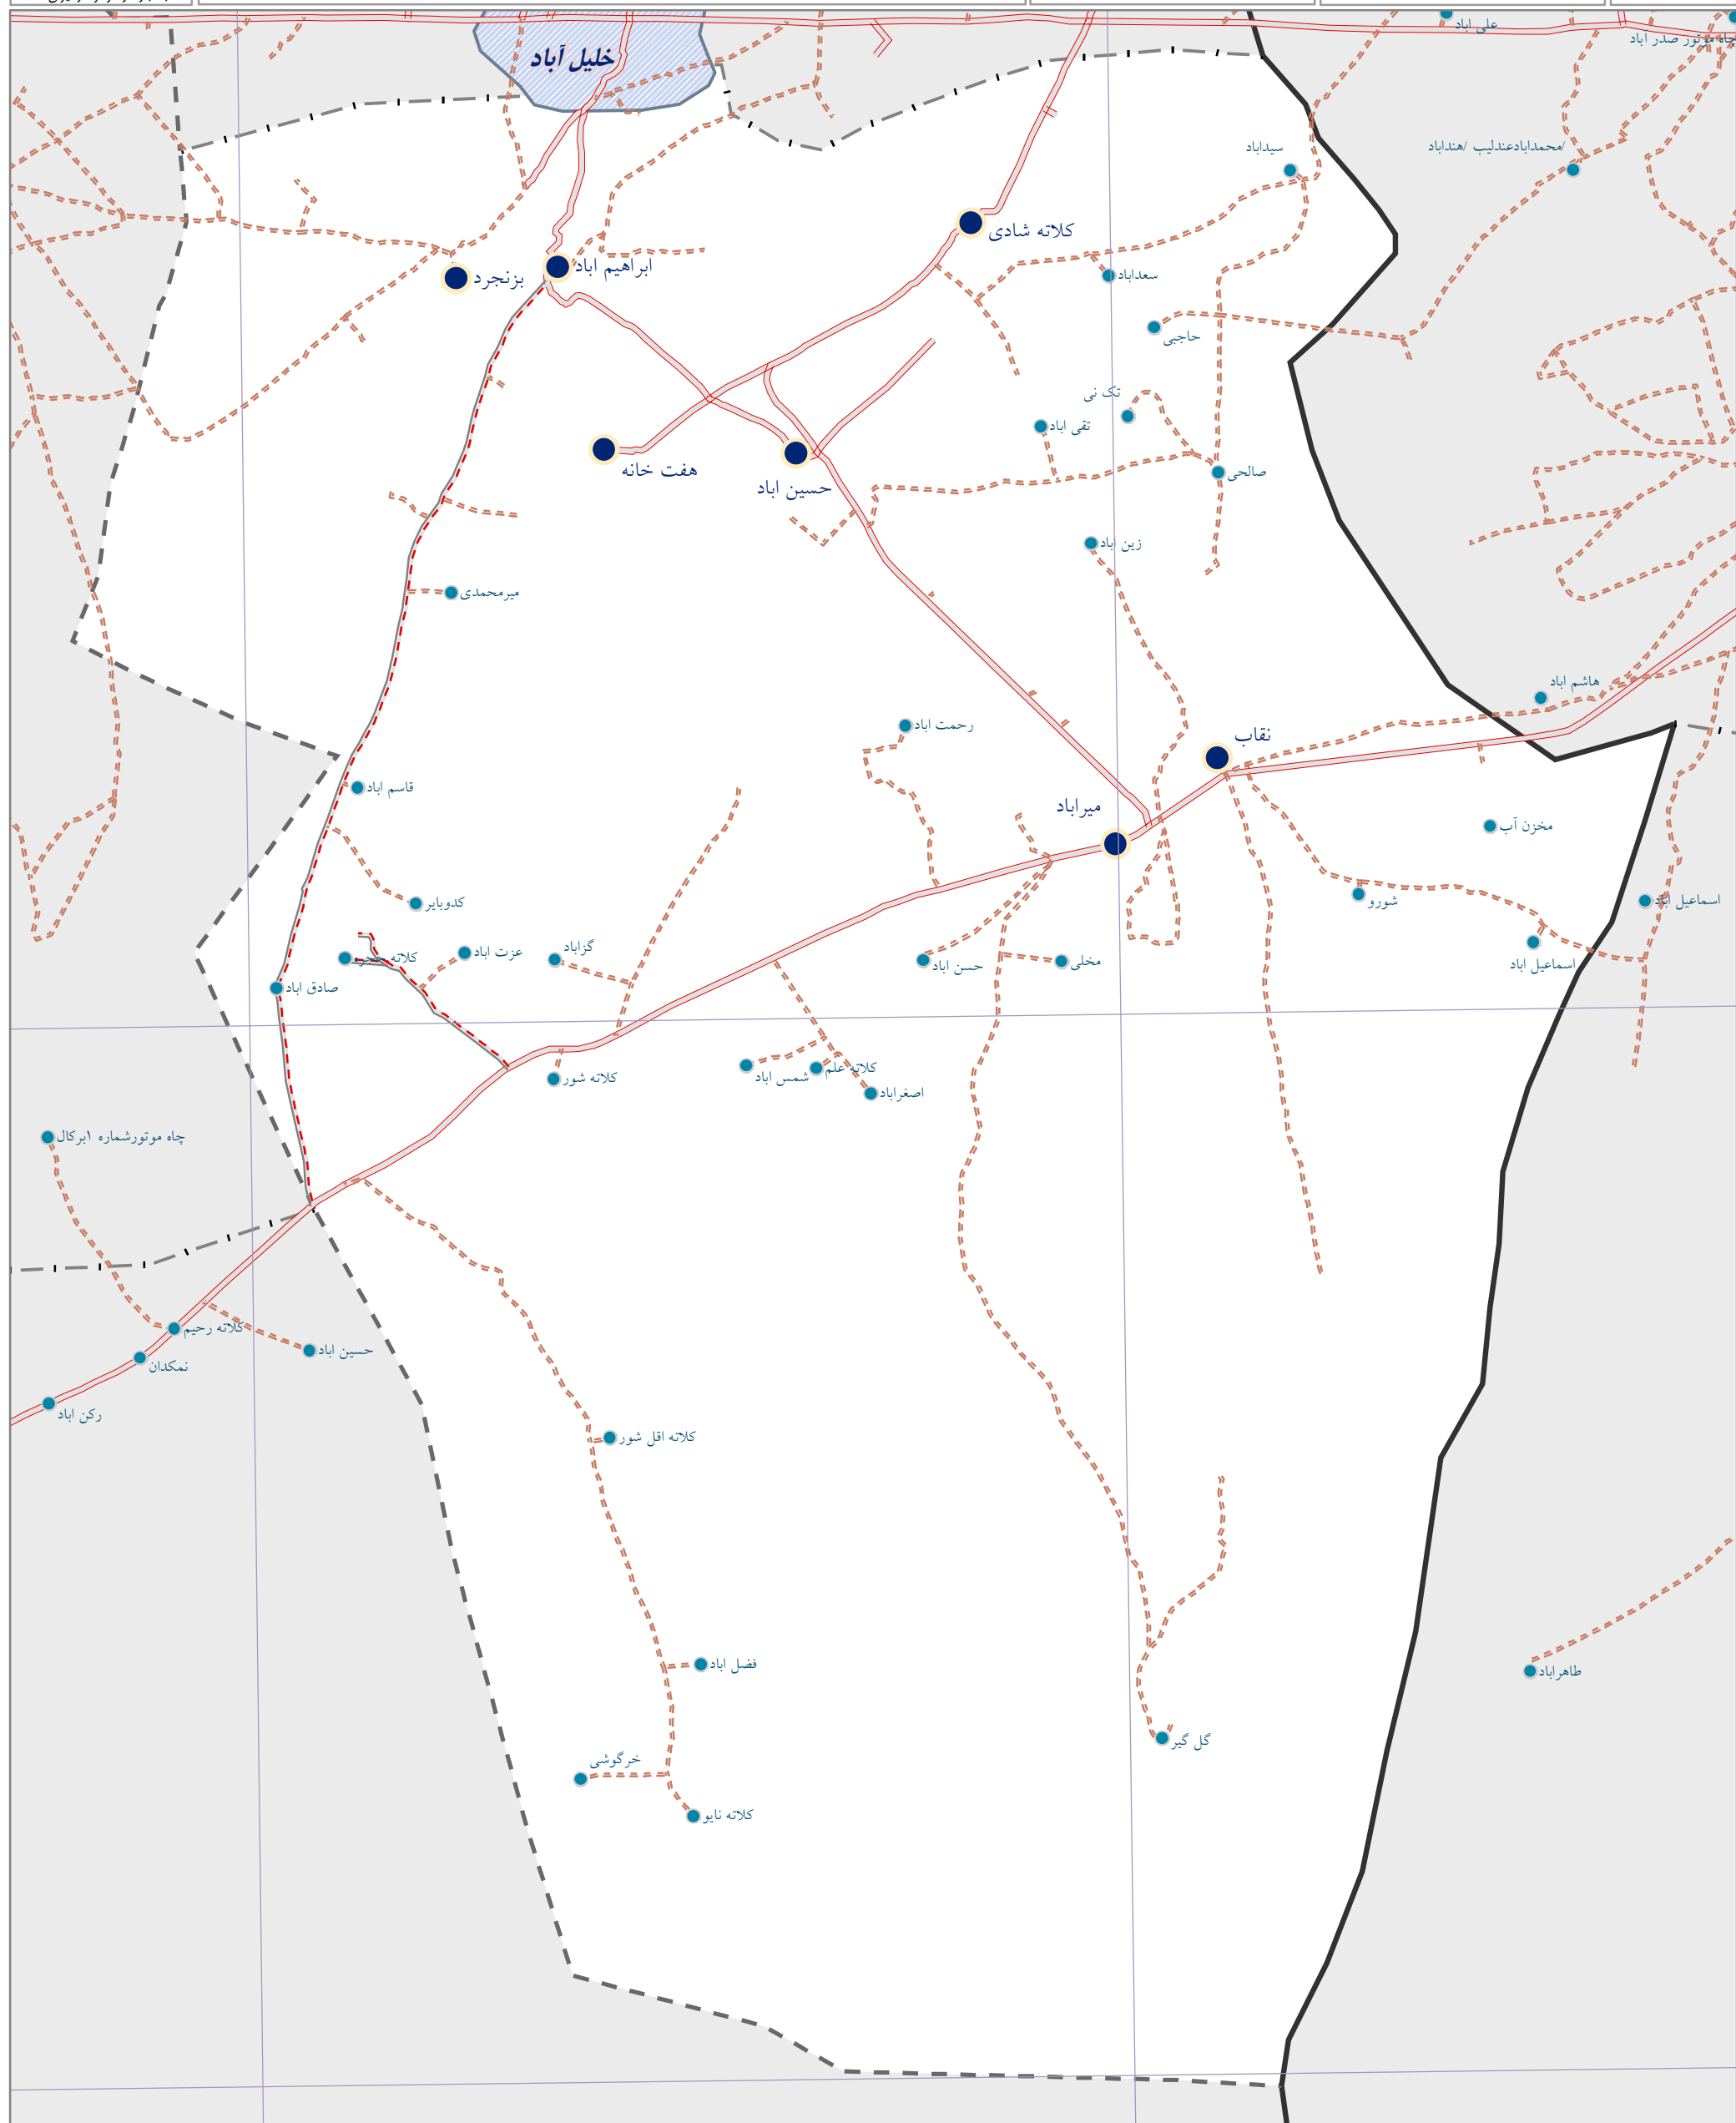 علی اباد
چاه موتور صدر اباد
خلیل آباد
سیداباد
محمدابادعندلیب /هنداباد/
کلاته شادی
ابراهیم اباد
بزنجرد
سعداباد
حاجبی
تک نی
تقی اباد
هفت خانه
صالحی
حسین اباد
زین اباد
میرمحمدی
هاشم اباد
رحمت اباد
نقاب
قاسم اباد
میراباد
مخزن آب
کدوبایر
شورو
اسماعیل اباد
گزاباد
عزت اباد
کلاته
مخلی
حسن اباد
اسماعیل اباد
صادق اباد
کلاته علم
شمس اباد
کلاته شور
اصغراباد
چاه موتورشماره ۱برکال
کلاته رحیم
حسین اباد
نمکدان
رکن اباد
کلاته اقل شور
فضل اباد
طاهراباد
گل گیر
خرگوشی
کلاته نایو